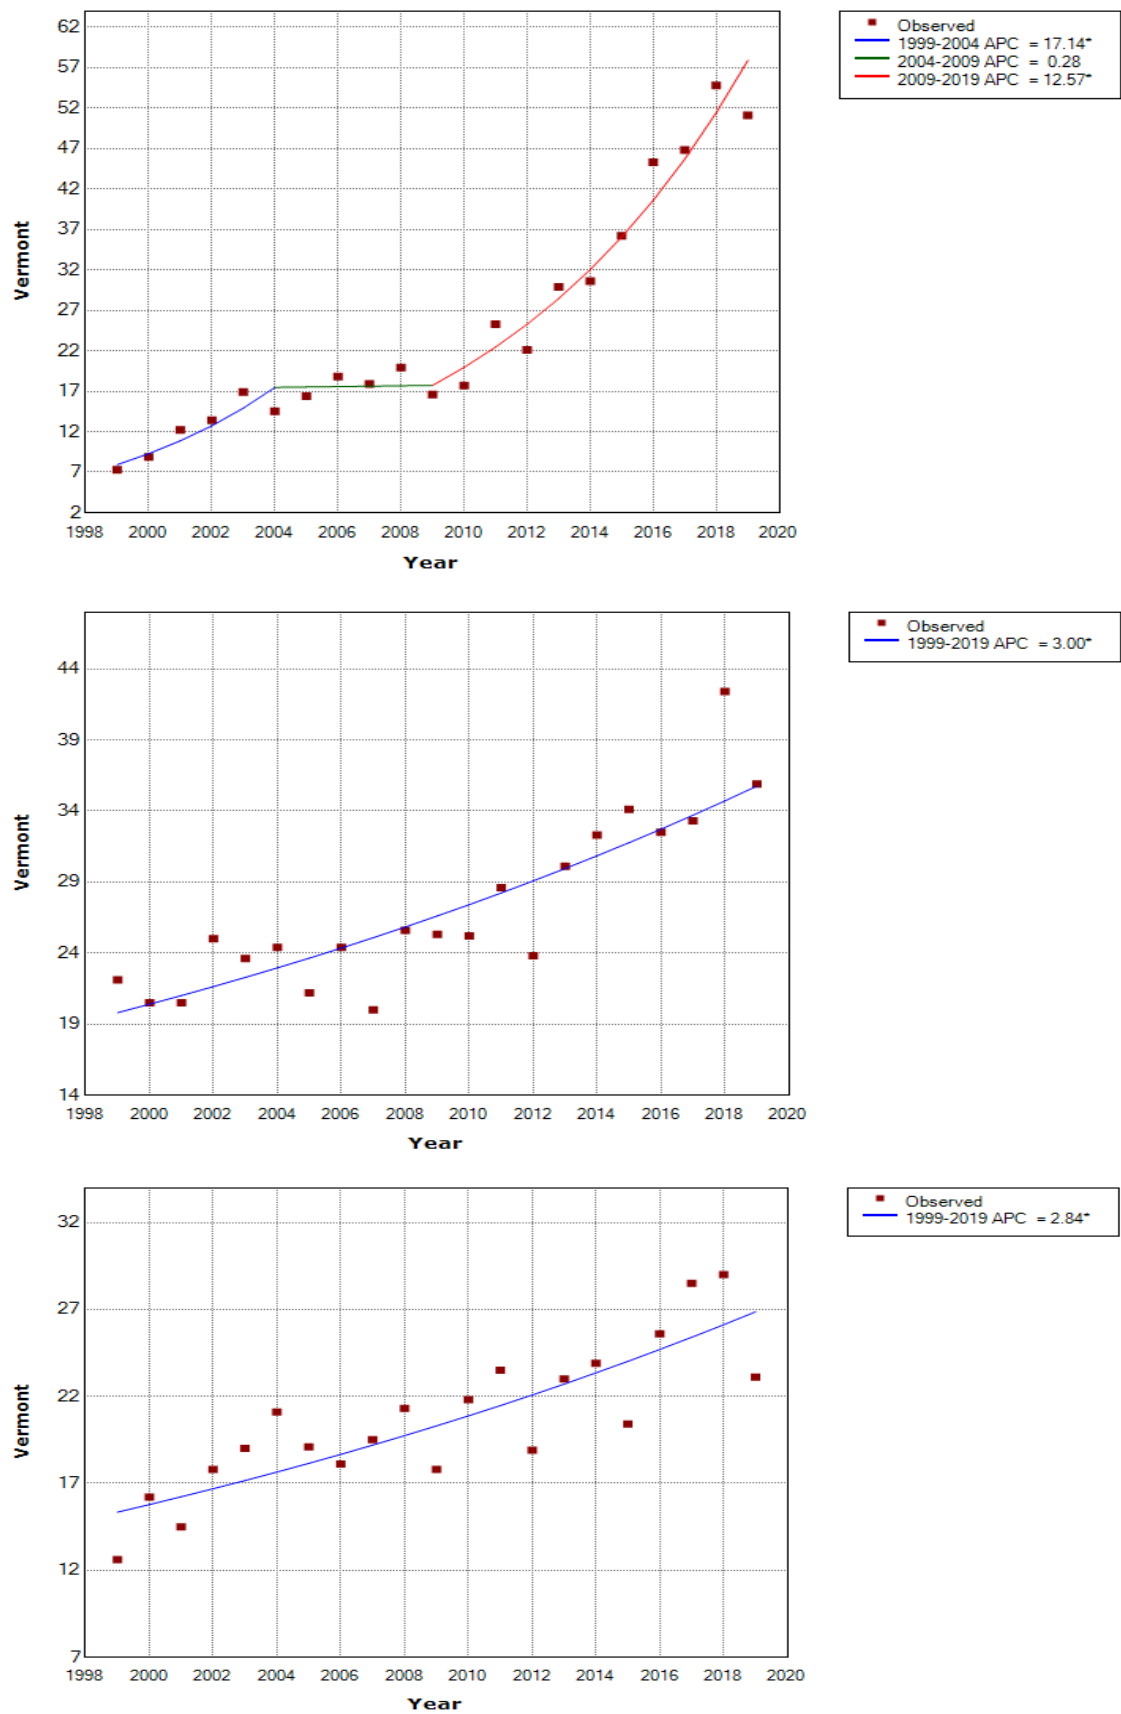 62
57
52
47
42
37
32
27
22
17
12
7
2
Vermont
1998 2000 2002 2004 2006 2008 2010 2012 2014 2016 2018 2020
Year
Observed
1999-2004 APC = 17.14*
2004-2009 APC = 0.28
2009-2019 APC = 12.57*
44
39
34
29
24
19
14
Vermont
1998 2000 2002 2004 2006 2008 2010 2012 2014 2016 2018 2020
Year
Observed
1999-2019 APC = 3.00*
32
27
22
17
12
7
Vermont
1998 2000 2002 2004 2006 2008 2010 2012 2014 2016 2018 2020
Year
Observed
1999-2019 APC = 2.84*